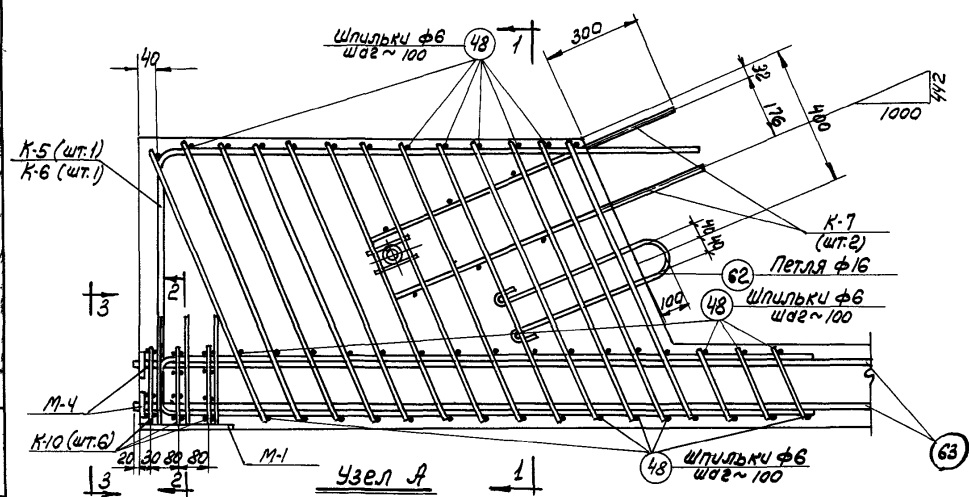 Шпильки ф6
шаг~100
48
1
300
40
32
176
400
442
1000
К-5 (шт.1)
К-6 (шт.1)
К-7
(шт.2)
40
40
62
Петля ф16
100
2
3
48
Шпильки ф6
шаг~100
М-4
К-10 (шт.6)
20
30
80
80
М-1
63
3
2
Узел А
1
48
Шпильки ф6
шаг~100